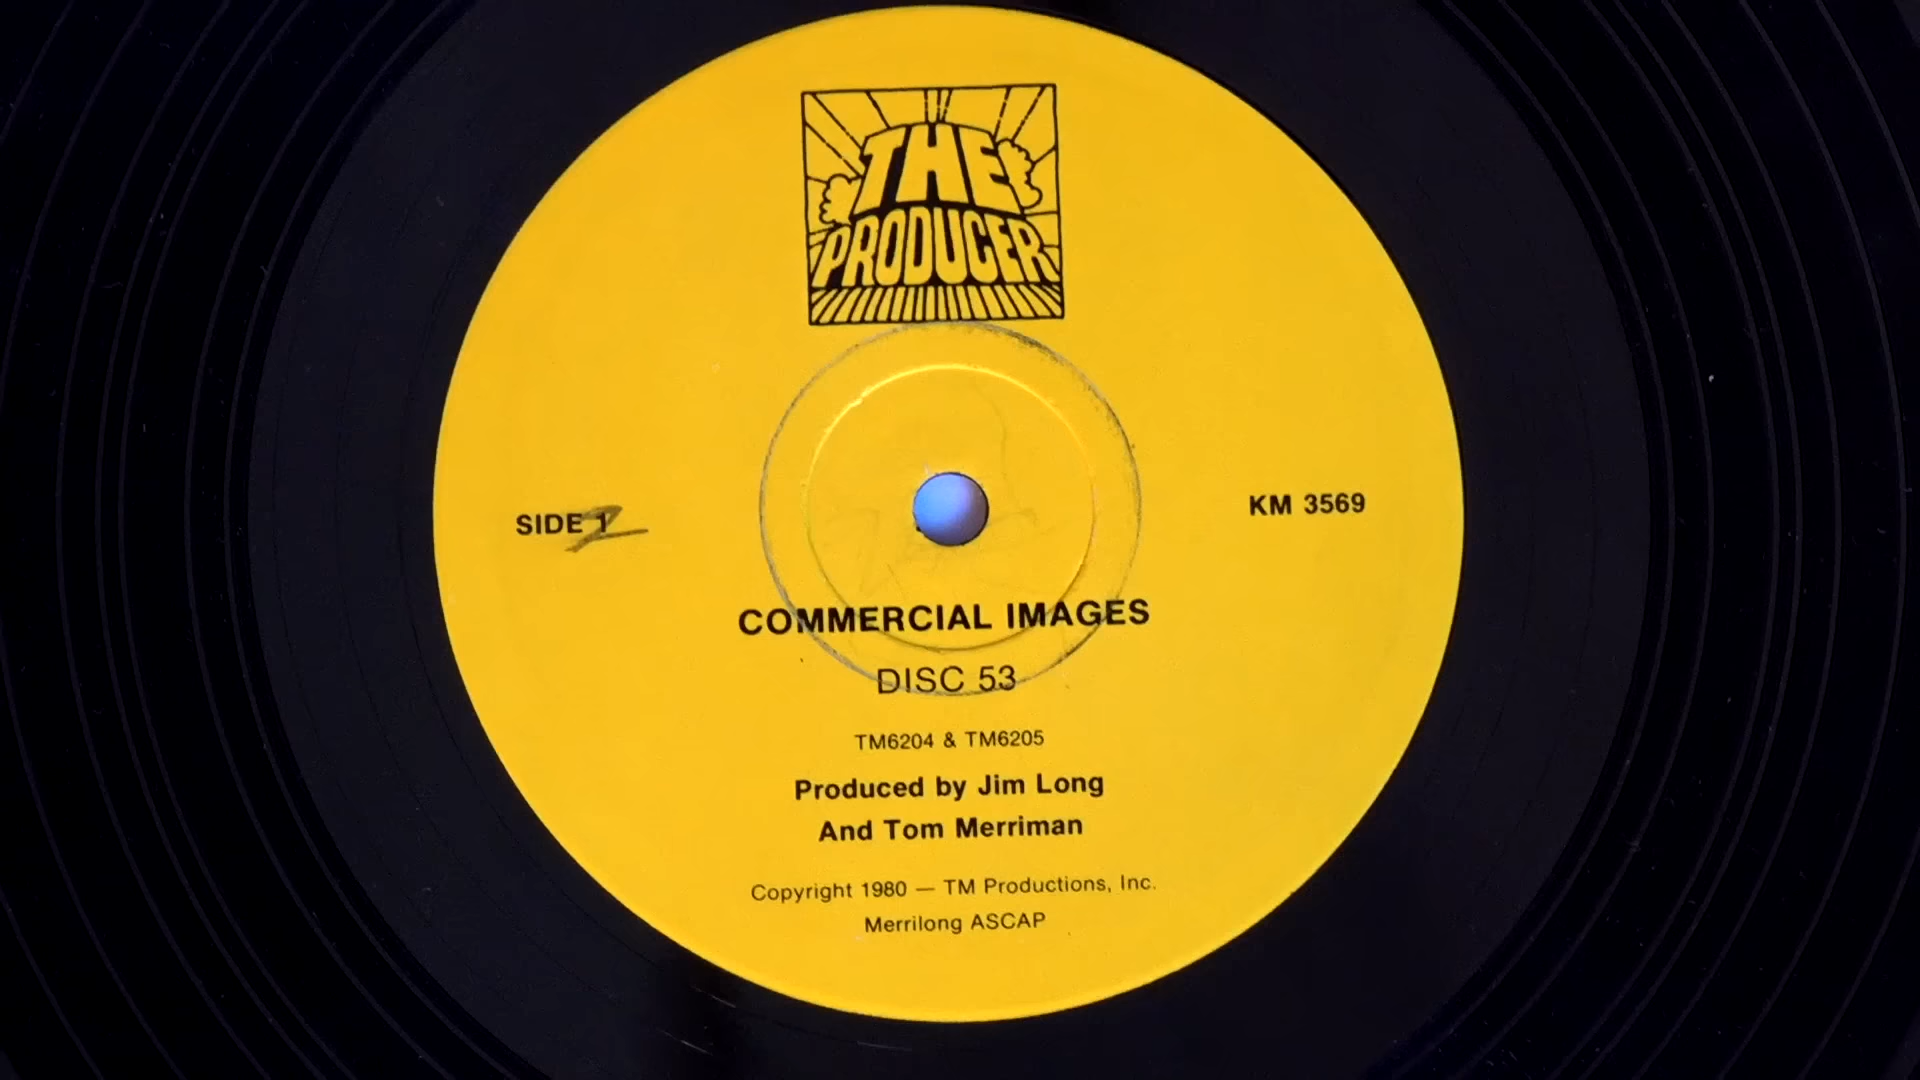 THE
PRODUCER
SIDE 1 2
KM 3569
COMMERCIAL IMAGES
DISC 53
TM6204 & TM6205
Produced by Jim Long
And Tom Merriman
Copyright 1980 — TM Productions, Inc.
Merrilong ASCAP